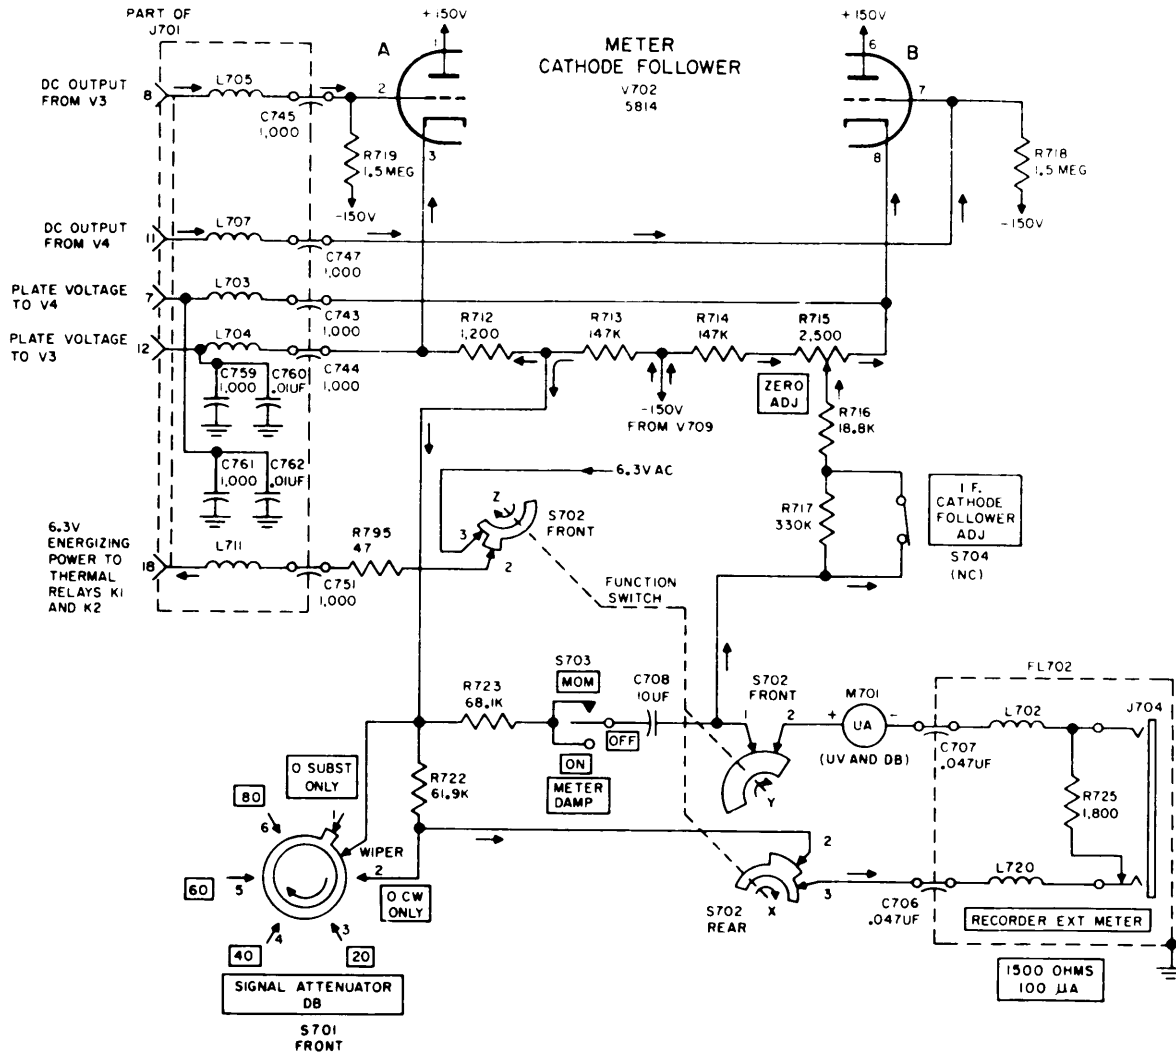 PART OF
J701
+150V
1
A
METER
CATHODE FOLLOWER
V702
5814
+150V
6
B
DC OUTPUT
FROM V3
8
L705
C745
1,000
2
R719
1.5 MEG
3
-150V
7
8
R718
1.5 MEG
-150V
DC OUTPUT
FROM V4
11
L707
C747
1,000
PLATE VOLTAGE
TO V4
7
L703
C743
1,000
PLATE VOLTAGE
TO V3
12
L704
C744
1,000
R712
1,200
R713
147K
R714
147K
R715
2,500
C759
1,000
C760
.01UF
-150V
FROM V709
ZERO
ADJ
R716
18.8K
C761
1,000
C762
.01UF
6.3V AC
Z
S702
FRONT
3
2
R717
330K
I F.
CATHODE
FOLLOWER
ADJ
S704
(NC)
6.3V
ENERGIZING
POWER TO
THERMAL
RELAYS K1
AND K2
18
L711
C751
1,000
R795
47
FUNCTION
SWITCH
S703
MOM
R723
68.1K
OFF
ON
METER
DAMP
C708
10UF
S702
FRONT
1
2
Y
M701
+
UA
-
(UV AND DB)
FL702
L702
J704
C707
.047UF
R725
1,800
R722
61.9K
0 SUBST
ONLY
80
6
WIPER
2
60
5
0 CW
ONLY
4
3
40
20
SIGNAL ATTENUATOR
DB
S701
FRONT
2
3
S702
REAR
X
C706
.047UF
L720
RECORDER EXT METER
1500 OHMS
100 µA